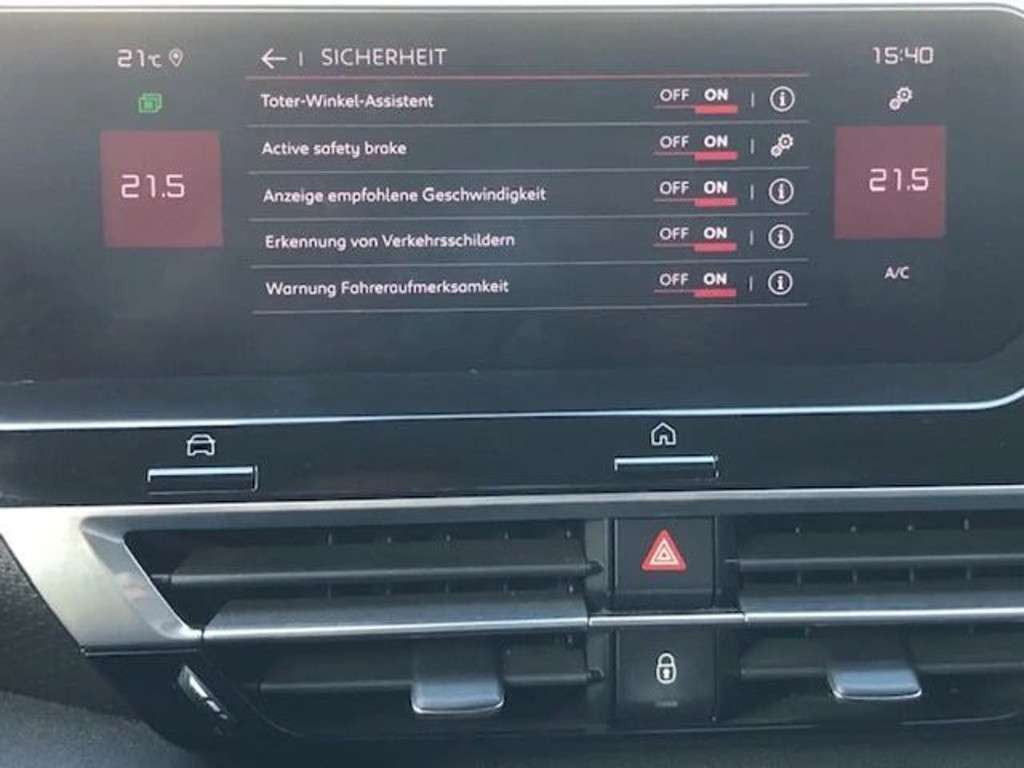 21°C
SICHERHEIT
15:40
Toter-Winkel-Assistent OFF ON
Active safety brake OFF ON
21.5
21.5
Anzeige empfohlene Geschwindigkeit OFF ON
Erkennung von Verkehrsschildern OFF ON
A/C
Warnung Fahreraufmerksamkeit OFF ON